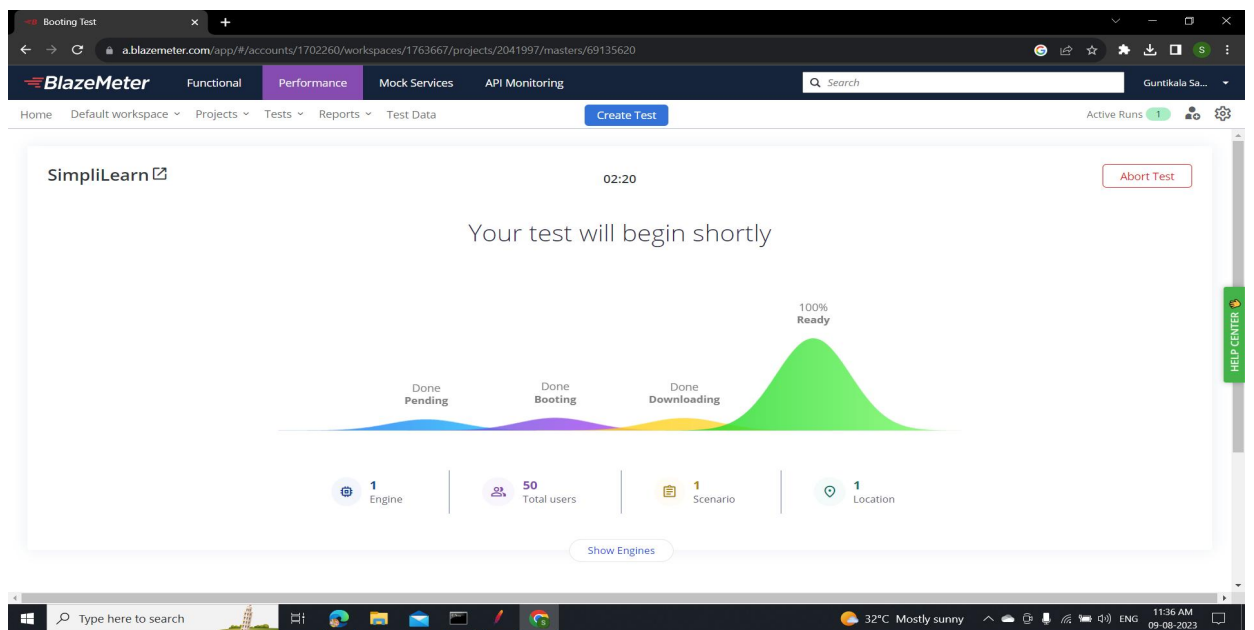 Booting Test
a.blazemeter.com/app/#/accounts/1702260/workspaces/1763667/projects/2041997/masters/69135620
S
BlazeMeter Functional Performance Mock Services API Monitoring Search Guntikala Sa...
Home Default workspace Projects Tests Reports Test Data Create Test Active Runs 1
SimpliLearn 02:20 Abort Test
Your test will begin shortly
100%
Ready
Done Done Done
Pending Booting Downloading
HELP CENTER
1 50 1 1
Engine Total users Scenario Location
Show Engines
Type here to search 32°C Mostly sunny ENG 11:36 AM
09-08-2023